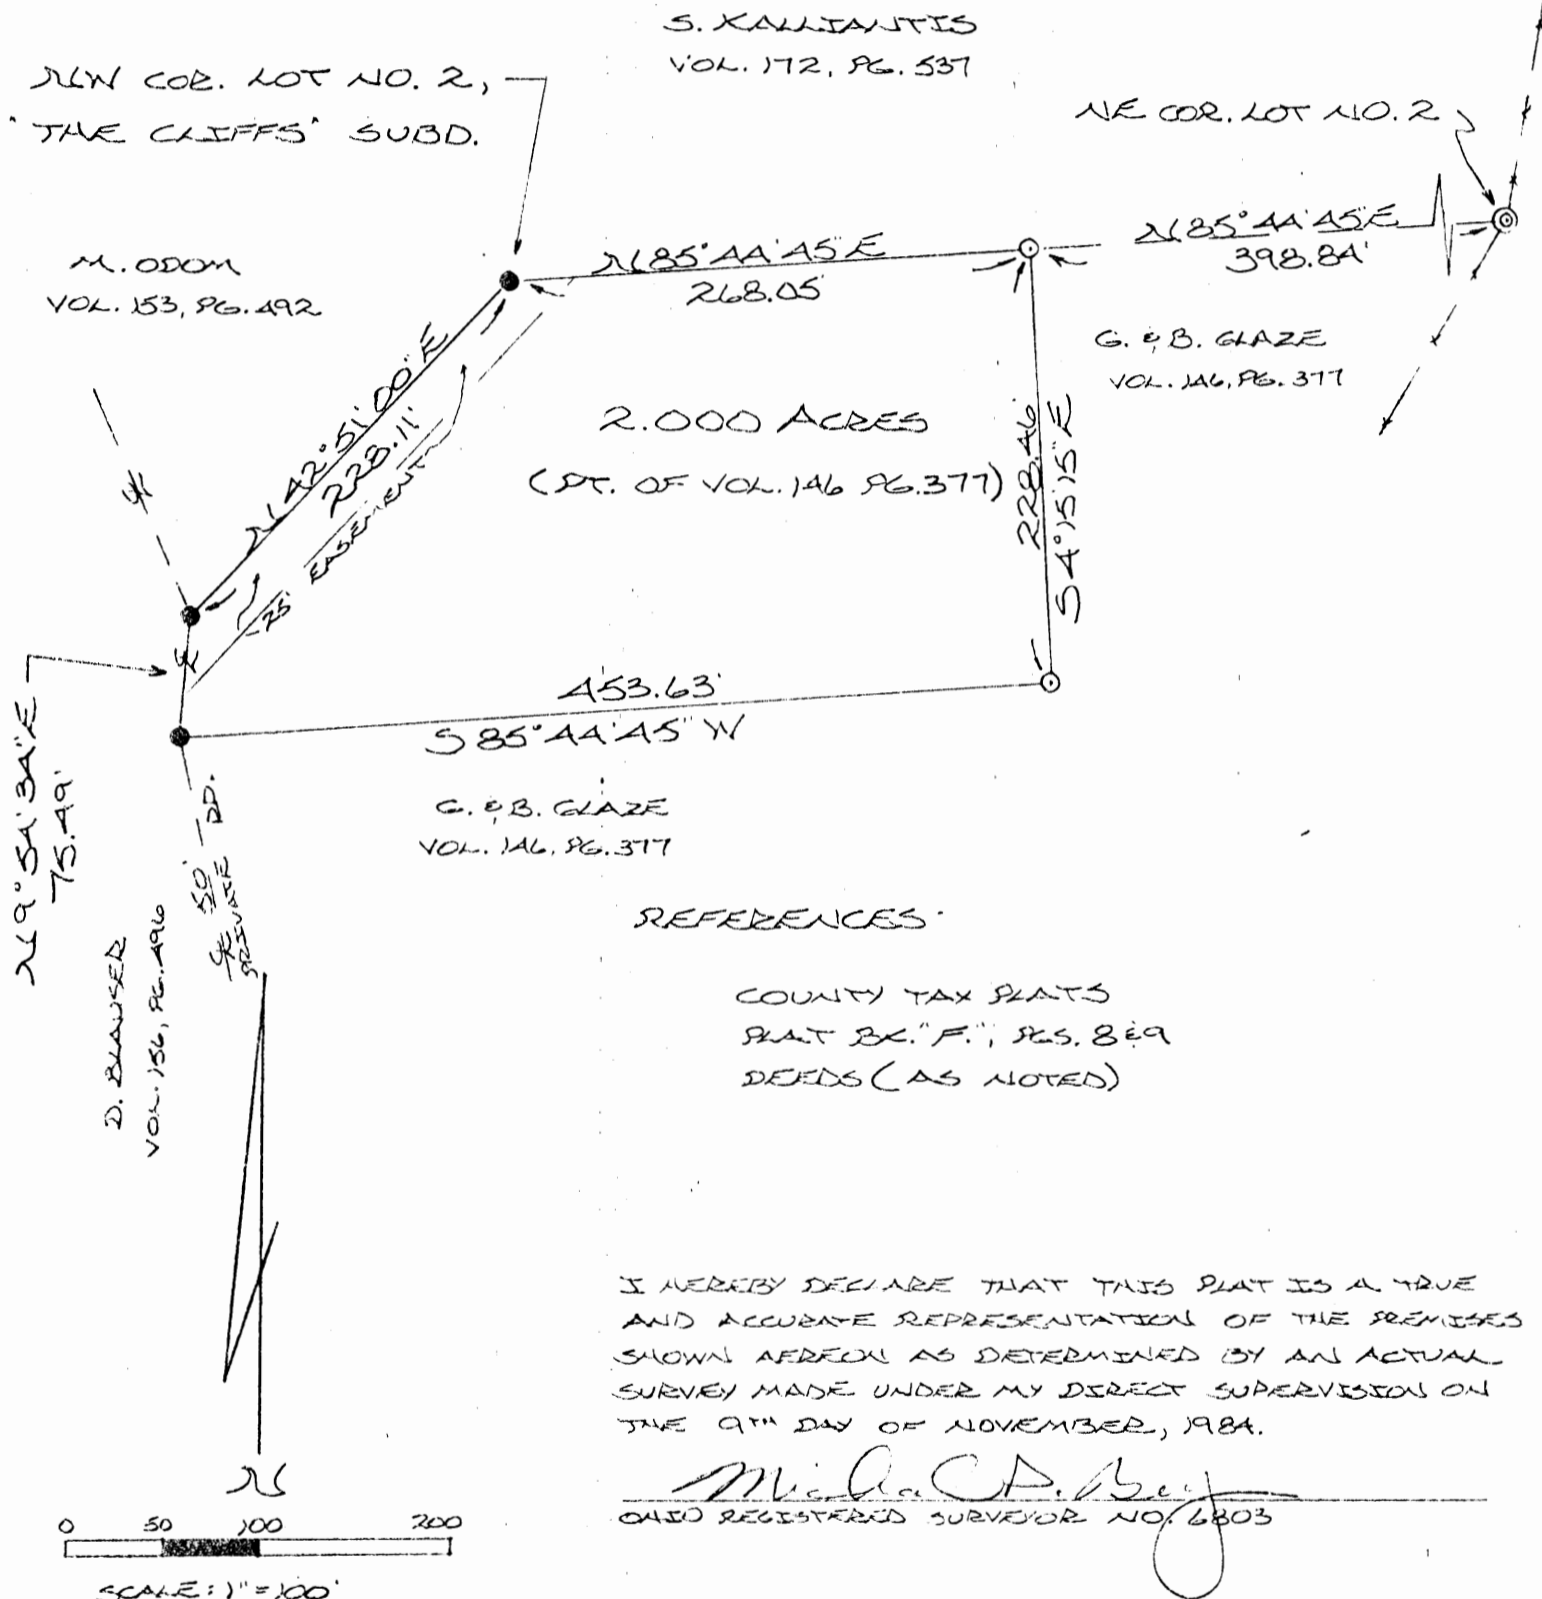 S. KALLIANTIS
VOL. 172, PG. 537
NW COR. LOT NO. 2,
"THE CLIFFS" SUBD.
NE COR. LOT NO. 2
M. ODOM
VOL. 153, PG. 492
N 85° 44' 45" E
268.05'
N 85° 44' 45" E
398.84'
G. & B. GLAZE
VOL. 146, PG. 377
N 42° 51' 00" E
228.11'
25' EASEMENT
2.000 ACRES
(PT. OF VOL. 146 PG. 377)
228.46'
S 4° 15' 15" E
453.63'
S 85° 44' 45" W
N 9° 54' 34" E
75.49'
G. & B. GLAZE
VOL. 146, PG. 377
℄ 50' PRIVATE RD.
D. BLAUSER
VOL. 156, PG. 496
REFERENCES:
COUNTY TAX PLATS
PLAT BK. "F", PGS. 8 & 9
DEEDS (AS NOTED)
I HEREBY DECLARE THAT THIS PLAT IS A TRUE
AND ACCURATE REPRESENTATION OF THE PREMISES
SHOWN HEREON AS DETERMINED BY AN ACTUAL
SURVEY MADE UNDER MY DIRECT SUPERVISION ON
THE 9TH DAY OF NOVEMBER, 1984.
OHIO REGISTERED SURVEYOR NO. 6803
N
0 50 100 200
SCALE: 1" = 100'